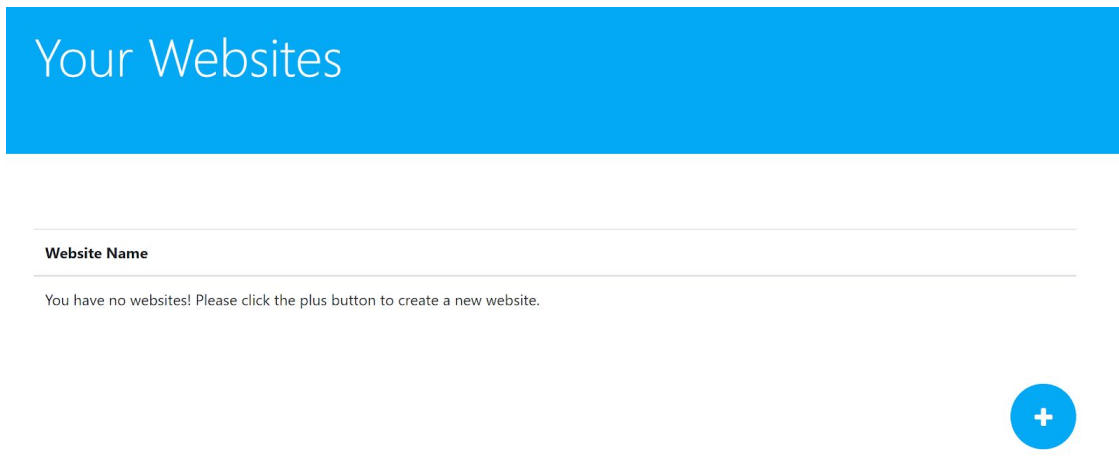 Your Websites
Website Name
You have no websites! Please click the plus button to create a new website.
+